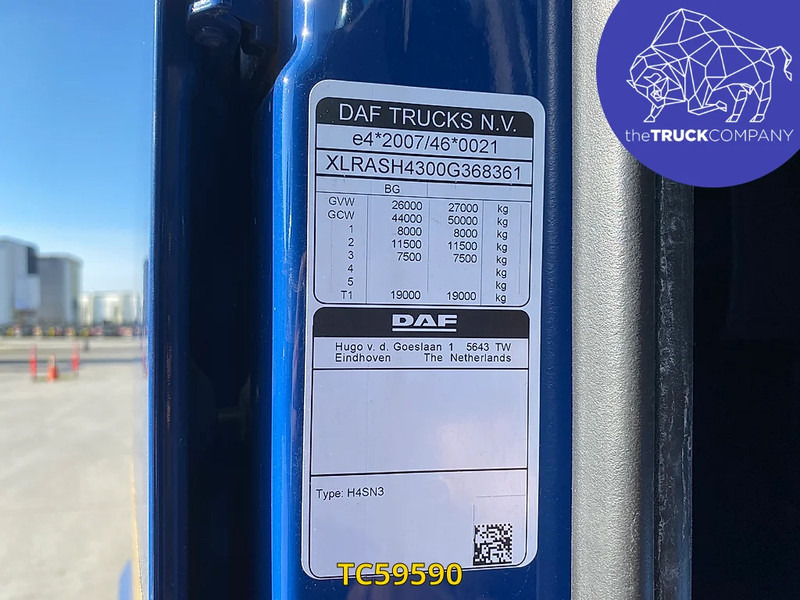 theTRUCKCOMPANY
DAF TRUCKS N.V.
e4*2007/46*0021
XLRASH4300G368361
BG
GVW 26000 27000 kg
GCW 44000 50000 kg
1 8000 8000 kg
2 11500 11500 kg
3 7500 7500 kg
4 kg
5 kg
T1 19000 19000 kg
DAF
Hugo v. d. Goeslaan 1 5643 TW
Eindhoven The Netherlands
Type: H4SN3
TC59590